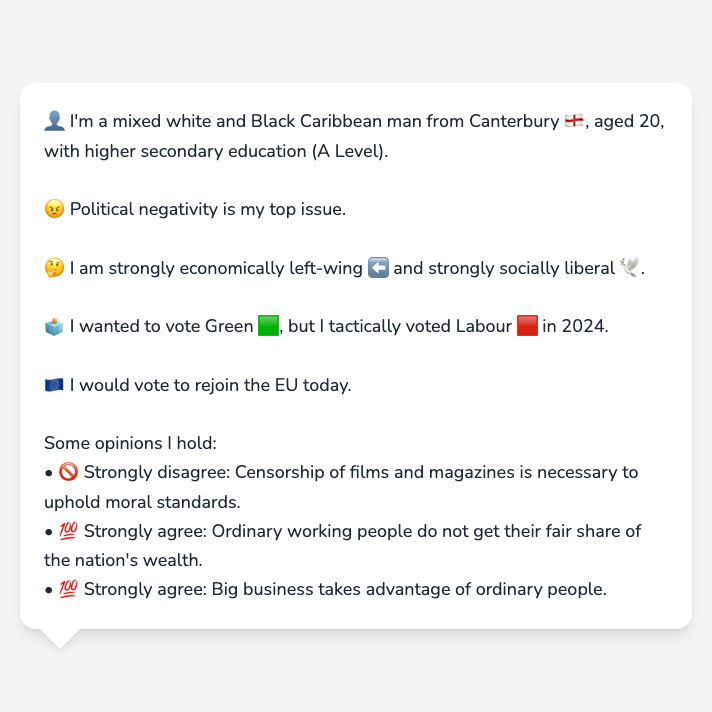 👤 I'm a mixed white and Black Caribbean man from Canterbury 🏴󠁧󠁢󠁥󠁮󠁧󠁿, aged 20,
with higher secondary education (A Level).
😠 Political negativity is my top issue.
🤔 I am strongly economically left-wing ⬅️ and strongly socially liberal 🕊️.
🗳️ I wanted to vote Green 🟩, but I tactically voted Labour 🟥 in 2024.
🇪🇺 I would vote to rejoin the EU today.
Some opinions I hold:
• 🚫 Strongly disagree: Censorship of films and magazines is necessary to
uphold moral standards.
• 💯 Strongly agree: Ordinary working people do not get their fair share of
the nation's wealth.
• 💯 Strongly agree: Big business takes advantage of ordinary people.